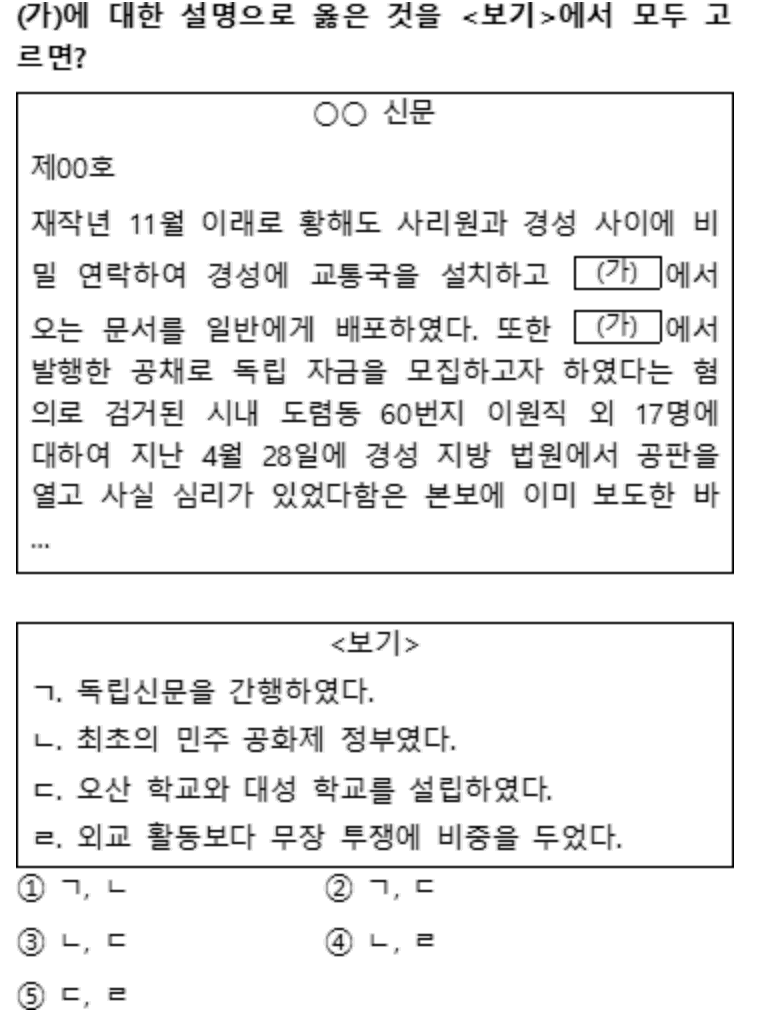 (가)에 대한 설명으로 옳은 것을 <보기>에서 모두 고
르면?
○○ 신문
제00호
재작년 11월 이래로 황해도 사리원과 경성 사이에 비
밀 연락하여 경성에 교통국을 설치하고 (가) 에서
오는 문서를 일반에게 배포하였다. 또한 (가) 에서
발행한 공채로 독립 자금을 모집하고자 하였다는 혐
의로 검거된 시내 도렴동 60번지 이원직 외 17명에
대하여 지난 4월 28일에 경성 지방 법원에서 공판을
열고 사실 심리가 있었다함은 본보에 이미 보도한 바
...
<보기>
ㄱ. 독립신문을 간행하였다.
ㄴ. 최초의 민주 공화제 정부였다.
ㄷ. 오산 학교와 대성 학교를 설립하였다.
ㄹ. 외교 활동보다 무장 투쟁에 비중을 두었다.
① ㄱ, ㄴ ② ㄱ, ㄷ
③ ㄴ, ㄷ ④ ㄴ, ㄹ
⑤ ㄷ, ㄹ